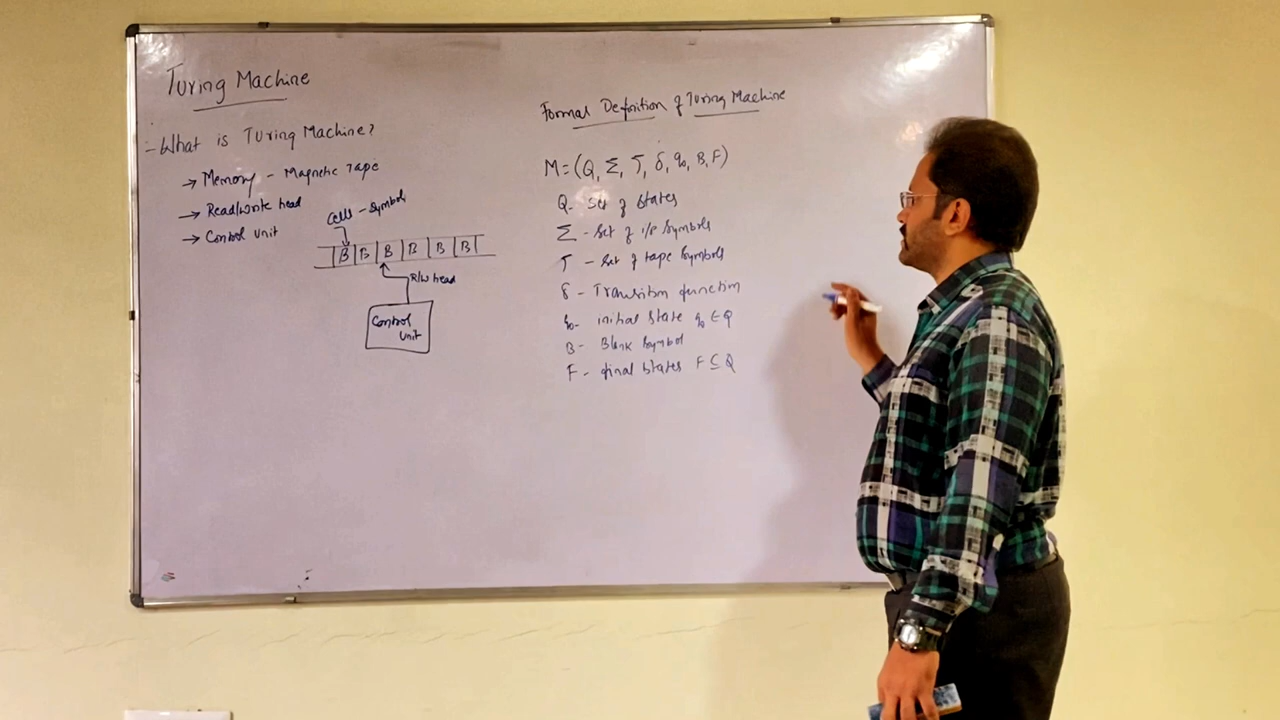 Turing Machine
- What is Turing Machine?
→ Memory - Magnetic Tape
→ Read/Write head
→ Control Unit
Cells - Symbols
B B B B B B
R/W head
Control Unit
Formal Definition of Turing Machine
M = (Q, Σ, Γ, δ, q₀, B, F)
Q - Set of States
Σ - Set of i/p Symbols
Γ - Set of tape Symbols
δ - Transition function
q₀ - initial State q₀ ∈ Q
B - Blank Symbol
F - final States F ⊆ Q